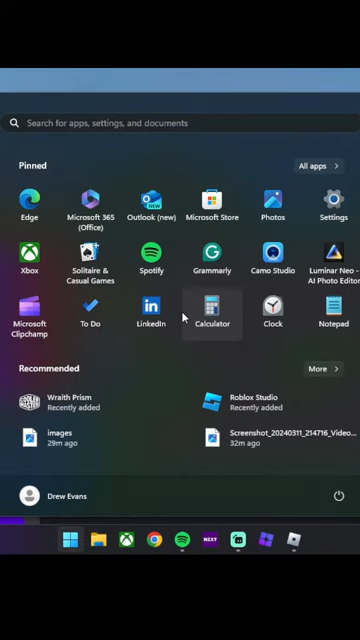 Search for apps, settings, and documents
Pinned
All apps
Edge
Microsoft 365
(Office)
Outlook (new)
Microsoft Store
Photos
Settings
Xbox
Solitaire &
Casual Games
Spotify
Grammarly
Camo Studio
Luminar Neo -
AI Photo Editor
Microsoft
Clipchamp
To Do
LinkedIn
Calculator
Clock
Notepad
Recommended
More
Wraith Prism
Recently added
Roblox Studio
Recently added
images
29m ago
Screenshot_20240311_214716_Video...
32m ago
Drew Evans
NEXT